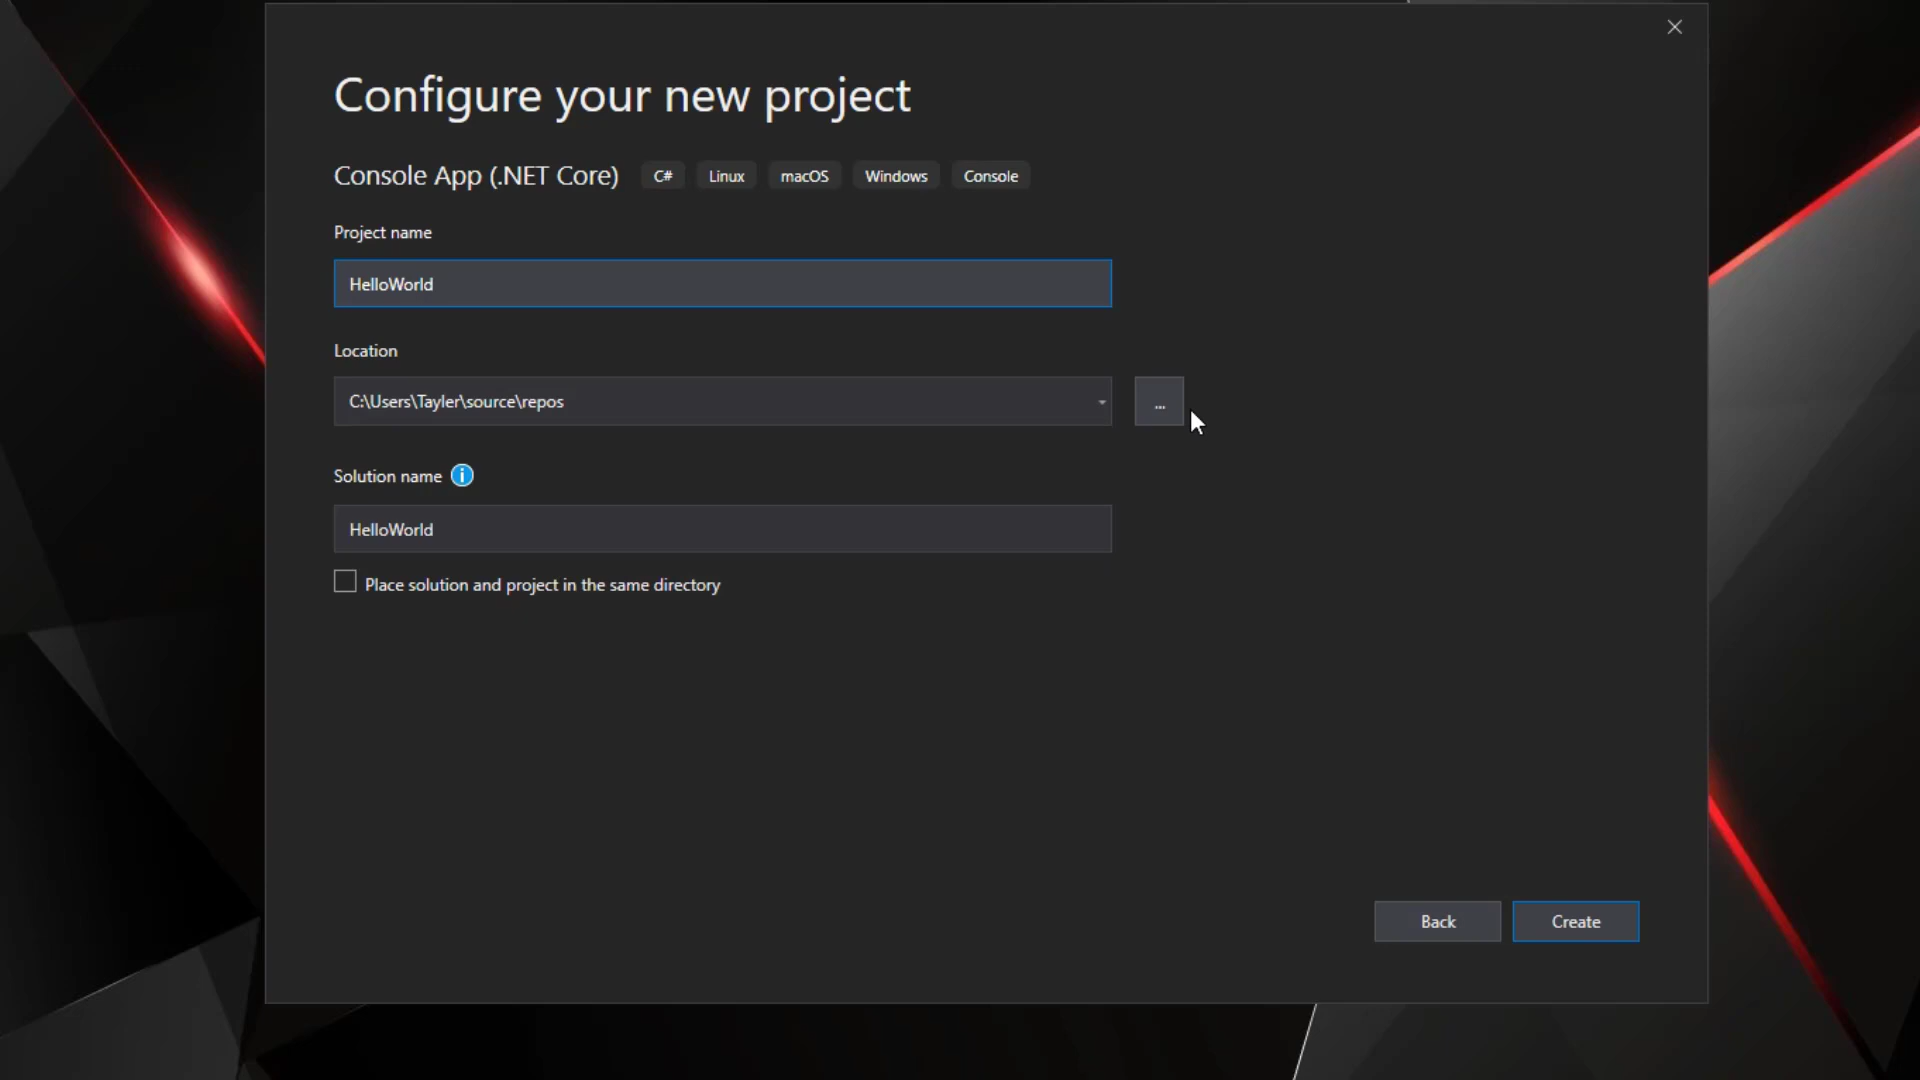 Configure your new project
Console App (.NET Core) C# Linux macOS Windows Console
Project name
HelloWorld
Location
C:\Users\Tayler\source\repos
...
Solution name
HelloWorld
Place solution and project in the same directory
Back Create